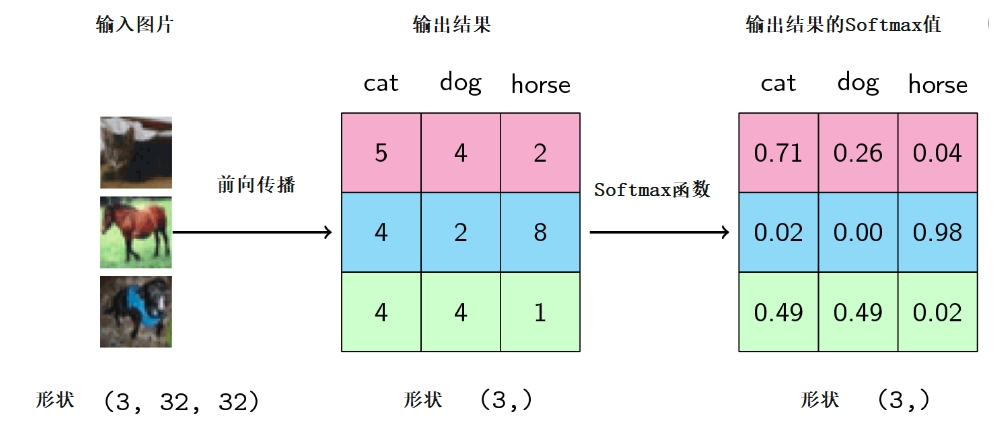 输入图片
输出结果
输出结果的Softmax值
cat dog horse
cat dog horse
5 4 2
0.71 0.26 0.04
前向传播
Softmax函数
4 2 8
0.02 0.00 0.98
4 4 1
0.49 0.49 0.02
形状 (3, 32, 32)
形状 (3,)
形状 (3,)